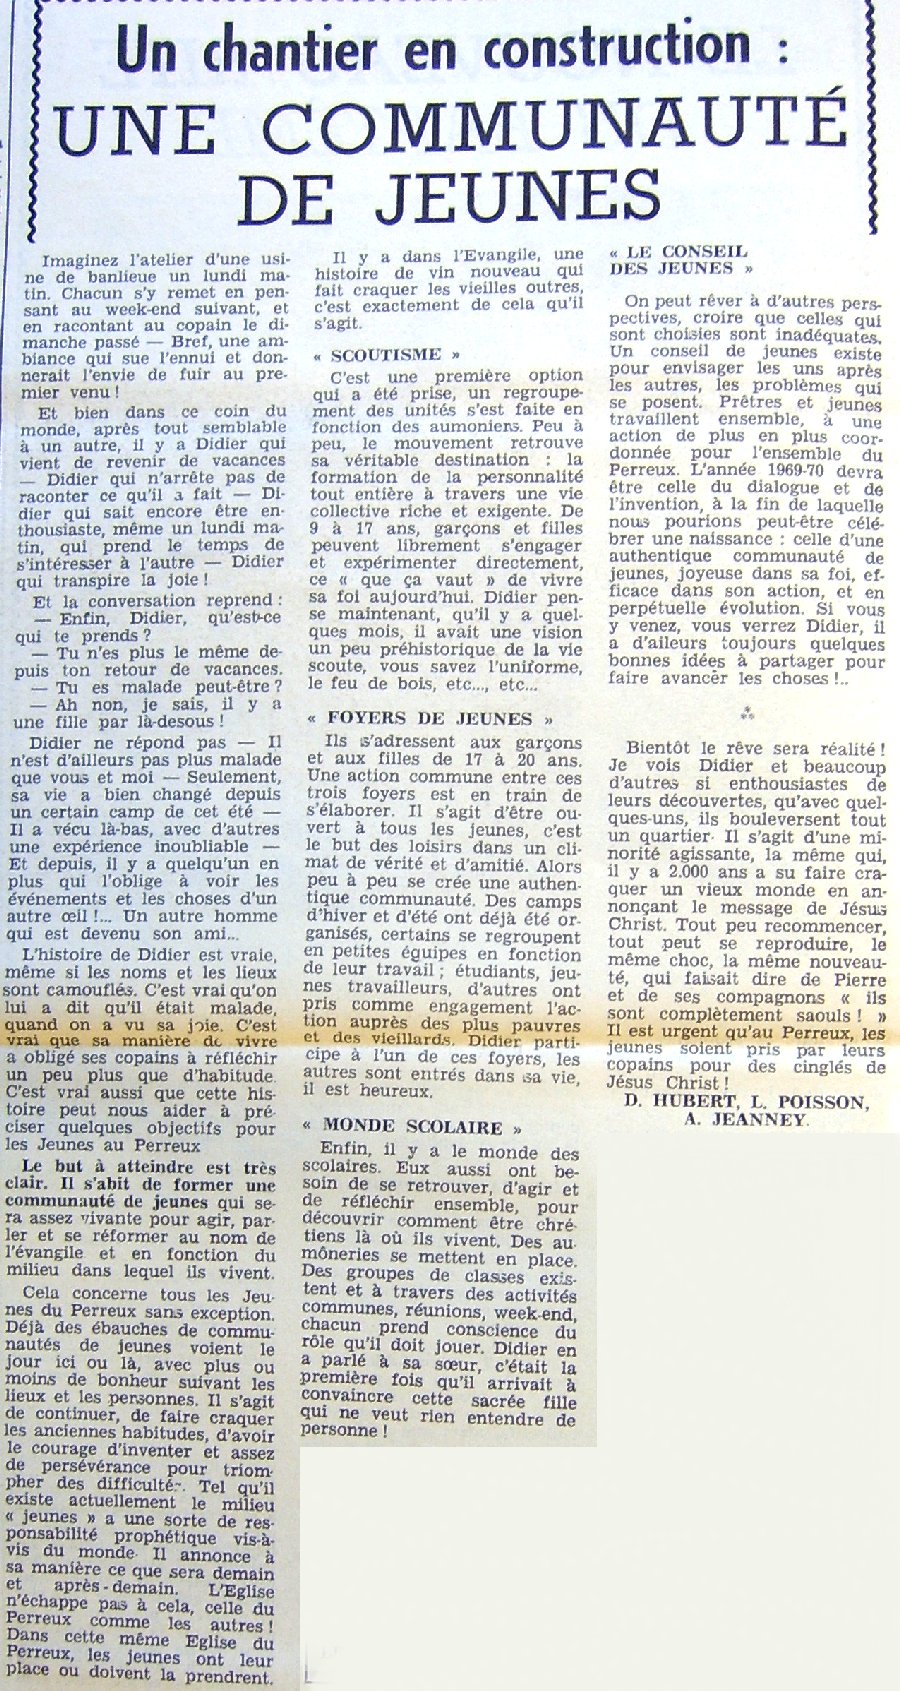 Un chantier en construction :
UNE COMMUNAUTÉ
DE JEUNES
Imaginez l'atelier d'une usi-
ne de banlieue un lundi ma-
tin. Chacun s'y remet en pen-
sant au week-end suivant, et
en racontant au copain le di-
manche passé — Bref, une am-
biance qui sue l'ennui et don-
nerait l'envie de fuir au pre-
mier venu !
Et bien dans ce coin du
monde, après tout semblable
à un autre, il y a Didier qui
vient de revenir de vacances
— Didier qui n'arrête pas de
raconter ce qu'il a fait — Di-
dier qui sait encore être en-
thousiaste, même un lundi ma-
tin, qui prend le temps de
s'intéresser à l'autre — Didier
qui transpire la joie !
Et la conversation reprend :
— Enfin, Didier, qu'est-ce
qui te prends ?
— Tu n'es plus le même de-
puis ton retour de vacances.
— Tu es malade peut-être ?
— Ah non, je sais, il y a
une fille par là-desous !
Didier ne répond pas — Il
n'est d'ailleurs pas plus malade
que vous et moi — Seulement,
sa vie a bien changé depuis
un certain camp de cet été —
Il a vécu là-bas, avec d'autres
une expérience inoubliable —
Et depuis, il y a quelqu'un en
plus qui l'oblige à voir les
événements et les choses d'un
autre œil !... Un autre homme
qui est devenu son ami...
L'histoire de Didier est vraie,
même si les noms et les lieux
sont camouflés. C'est vrai qu'on
lui a dit qu'il était malade,
quand on a vu sa joie. C'est
vrai que sa manière de vivre
a obligé ses copains à réfléchir
un peu plus que d'habitude.
C'est vrai aussi que cette his-
toire peut nous aider à pré-
ciser quelques objectifs pour
les Jeunes au Perreux
Le but à atteindre est très
clair. Il s'abit de former une
communauté de jeunes qui se-
ra assez vivante pour agir, par-
ler et se réformer au nom de
l'évangile et en fonction du
milieu dans lequel ils vivent.
Cela concerne tous les Jeu-
nes du Perreux sans exception.
Déjà des ébauches de commu-
nautés de jeunes voient le
jour ici ou là, avec plus ou
moins de bonheur suivant les
lieux et les personnes. Il s'agit
de continuer, de faire craquer
les anciennes habitudes, d'avoir
le courage d'inventer et assez
de persévérance pour triom-
pher des difficultés. Tel qu'il
existe actuellement le milieu
« jeunes » a une sorte de res-
ponsabilité prophétique vis-à-
vis du monde. Il annonce à
sa manière ce que sera demain
et après-demain. L'Eglise
n'échappe pas à cela, celle du
Perreux comme les autres !
Dans cette même Eglise du
Perreux, les jeunes ont leur
place ou doivent la prendrent.
Il y a dans l'Evangile, une
histoire de vin nouveau qui
fait craquer les vieilles outres,
c'est exactement de cela qu'il
s'agit.
« SCOUTISME »
C'est une première option
qui a été prise, un regroupe-
ment des unités s'est faite en
fonction des aumoniers. Peu à
peu, le mouvement retrouve
sa véritable destination : la
formation de la personnalité
tout entière à travers une vie
collective riche et exigente. De
9 à 17 ans, garçons et filles
peuvent librement s'engager
et expérimenter directement,
ce « que ça vaut » de vivre
sa foi aujourd'hui. Didier pen-
se maintenant, qu'il y a quel-
ques mois, il avait une vision
un peu préhistorique de la vie
scoute, vous savez l'uniforme,
le feu de bois, etc..., etc...
« FOYERS DE JEUNES »
Ils s'adressent aux garçons
et aux filles de 17 à 20 ans.
Une action commune entre ces
trois foyers est en train de
s'élaborer. Il s'agit d'être ou-
vert à tous les jeunes, c'est
le but des loisirs dans un cli-
mat de vérité et d'amitié. Alors
peu à peu se crée une authen-
tique communauté. Des camps
d'hiver et d'été ont déjà été or-
ganisés, certains se regroupent
en petites équipes en fonction
de leur travail ; étudiants, jeu-
nes travailleurs, d'autres ont
pris comme engagement l'ac-
tion auprès des plus pauvres
et des vieillards. Didier parti-
cipe à l'un de ces foyers, les
autres sont entrés dans sa vie,
il est heureux.
« MONDE SCOLAIRE »
Enfin, il y a le monde des
scolaires. Eux aussi ont be-
soin de se retrouver, d'agir et
de réfléchir ensemble, pour
découvrir comment être chré-
tiens là où ils vivent. Des au-
môneries se mettent en place.
Des groupes de classes exis-
tent et à travers des activités
communes, réunions, week-end,
chacun prend conscience du
rôle qu'il doit jouer. Didier en
a parlé à sa sœur, c'était la
première fois qu'il arrivait à
convaincre cette sacrée fille
qui ne veut rien entendre de
personne !
« LE CONSEIL
DES JEUNES »
On peut rêver à d'autres pers-
pectives, croire que celles qui
sont choisies sont inadéquates.
Un conseil de jeunes existe
pour envisager les uns après
les autres, les problèmes qui
se posent. Prêtres et jeunes
travaillent ensemble, à une
action de plus en plus coor-
donnée pour l'ensemble du
Perreux. L'année 1969-70 devra
être celle du dialogue et de
l'invention, à la fin de laquelle
nous pourions peut-être célé-
brer une naissance : celle d'une
authentique communauté de
jeunes, joyeuse dans sa foi, ef-
ficace dans son action, et en
perpétuelle évolution. Si vous
y venez, vous verrez Didier, il
a d'aileurs toujours quelques
bonnes idées à partager pour
faire avancer les choses !..
⁂
Bientôt le rêve sera réalité !
Je vois Didier et beaucoup
d'autres si enthousiastes de
leurs découvertes, qu'avec quel-
ques-uns, ils bouleversent tout
un quartier. Il s'agit d'une mi-
norité agissante, la même qui,
il y a 2.000 ans a su faire cra-
quer un vieux monde en an-
nonçant le message de Jésus
Christ. Tout peu recommencer,
tout peut se reproduire, le
même choc, la même nouveau-
té, qui faisait dire de Pierre
et de ses compagnons « ils
sont complètement saouls ! »
Il est urgent qu'au Perreux, les
jeunes soient pris par leurs
copains pour des cinglés de
Jésus Christ !
D. HUBERT, L. POISSON,
A. JEANNEY.